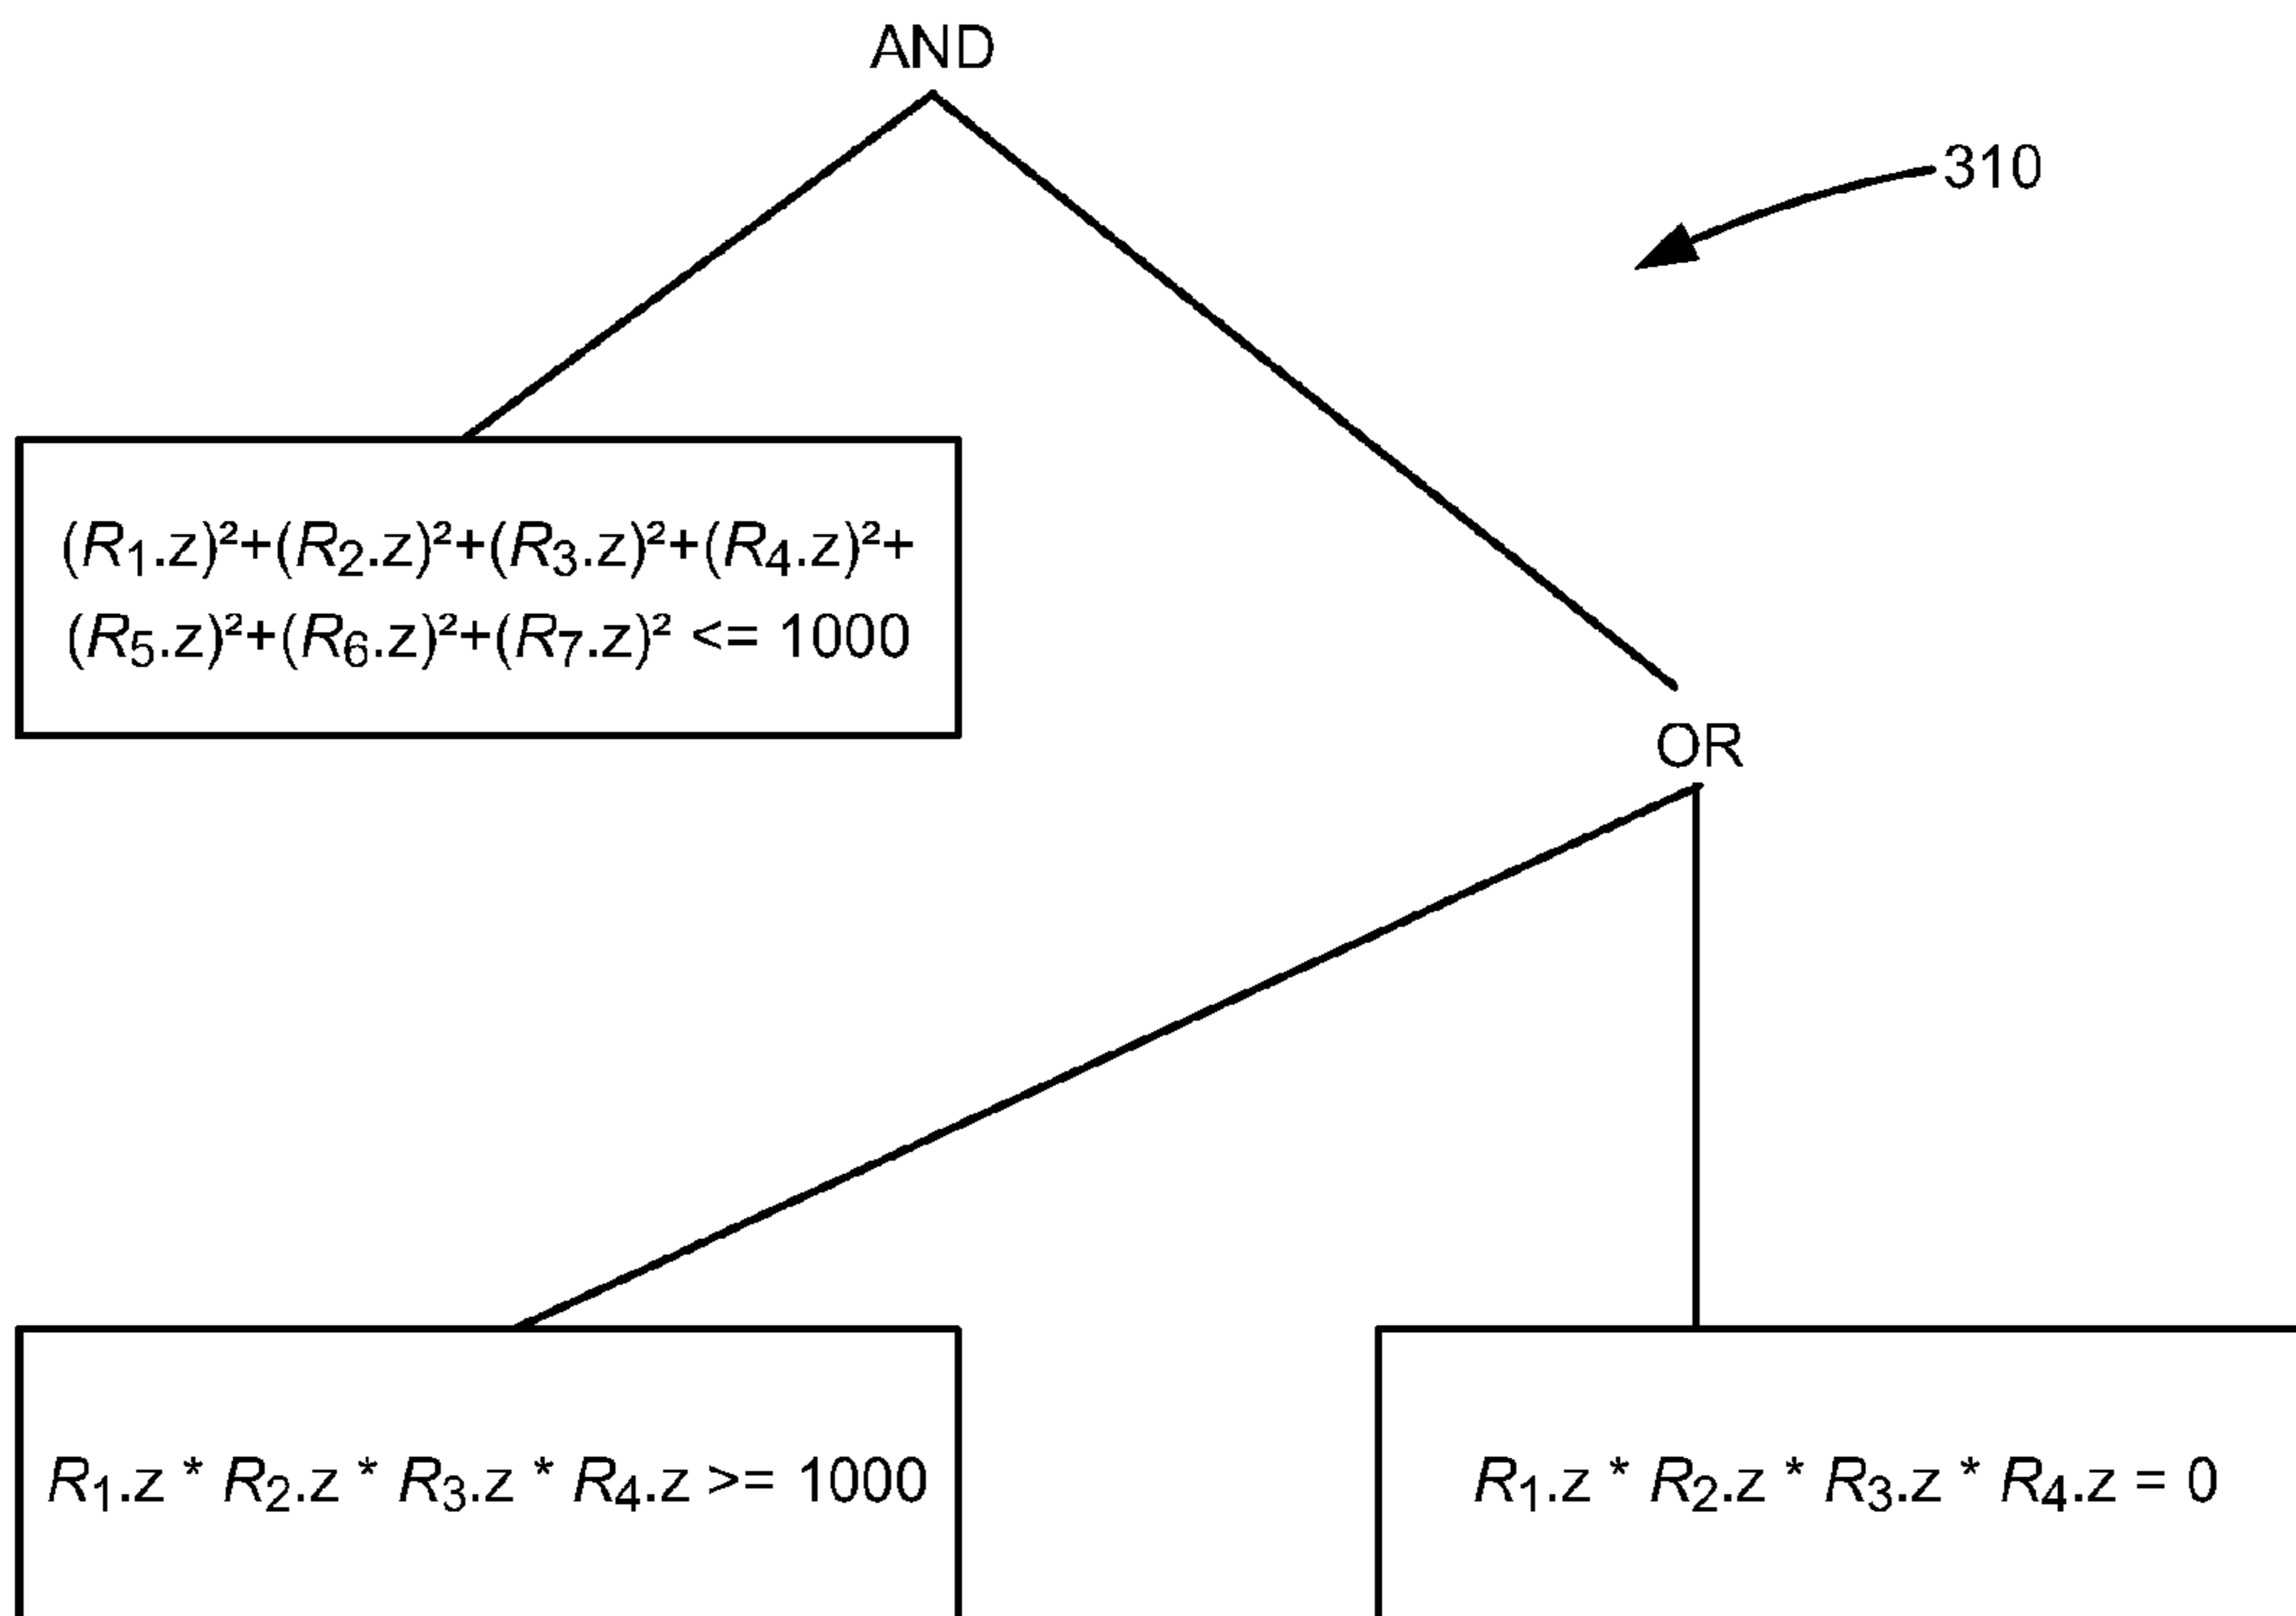 AND
310
(R₁.z)²+(R₂.z)²+(R₃.z)²+(R₄.z)²+
(R₅.z)²+(R₆.z)²+(R₇.z)² <= 1000
OR
R₁.z * R₂.z * R₃.z * R₄.z >= 1000
R₁.z * R₂.z * R₃.z * R₄.z = 0